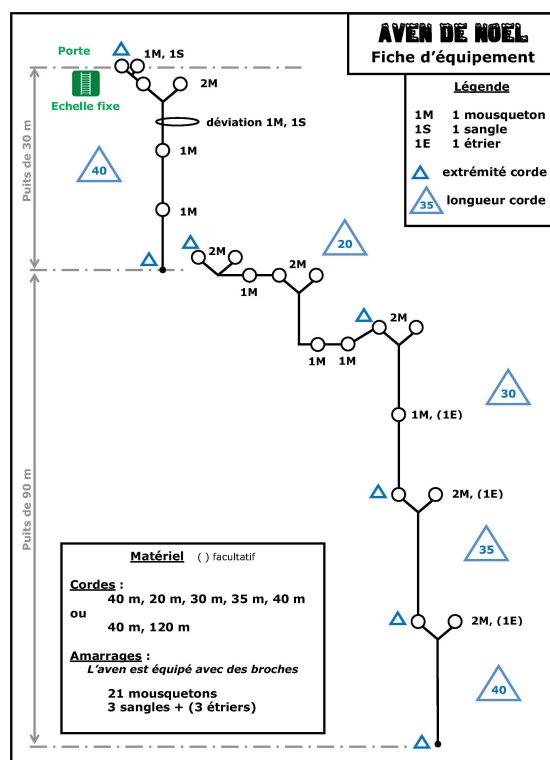 AVEN DE NOEL
Fiche d'équipement
Légende
1M 1 mousqueton
1S 1 sangle
1E 1 étrier
extrémité corde
35 longueur corde
Porte
1M, 1S
Echelle fixe
2M
déviation 1M, 1S
Puits de 30 m
40
1M
1M
20
2M
2M
1M
2M
1M
1M
30
1M, (1E)
2M, (1E)
35
Puits de 90 m
2M, (1E)
40
Matériel ( ) facultatif
Cordes :
40 m, 20 m, 30 m, 35 m, 40 m
ou
40 m, 120 m
Amarrages :
L'aven est équipé avec des broches
21 mousquetons
3 sangles + (3 étriers)